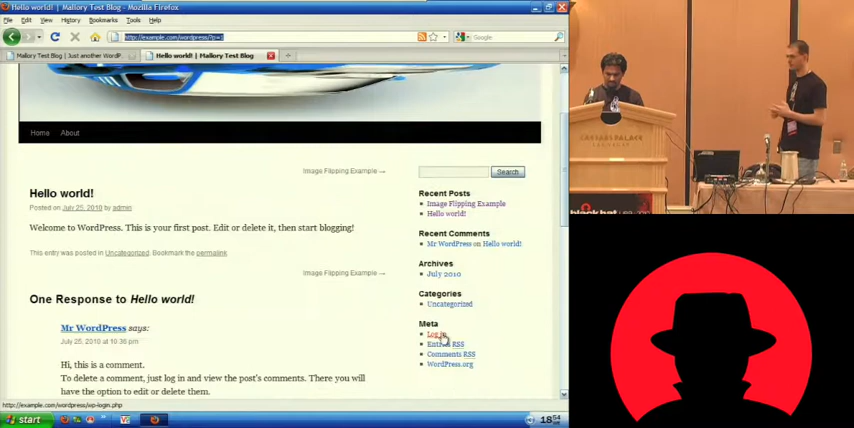 Hello world! | Mallory Test Blog - Mozilla Firefox
File Edit View History Bookmarks Tools Help
http://example.com/wordpress/?p=1
Google
Mallory Test Blog | Just another WordP...
Hello world! | Mallory Test Blog
Home About
Image Flipping Example →
Search
Hello world!
Posted on July 25, 2010 by admin
Welcome to WordPress. This is your first post. Edit or delete it, then start blogging!
This entry was posted in Uncategorized. Bookmark the permalink.
Image Flipping Example →
One Response to Hello world!
Mr WordPress says:
July 25, 2010 at 10:36 pm
Hi, this is a comment.
To delete a comment, just log in and view the post's comments. There you will
have the option to edit or delete them.
Recent Posts
Image Flipping Example
Hello world!
Recent Comments
Mr WordPress on Hello world!
Archives
July 2010
Categories
Uncategorized
Meta
Log in
Entries RSS
Comments RSS
WordPress.org
http://example.com/wordpress/wp-login.php
start
18:54
CAESARS PALACE
black hat